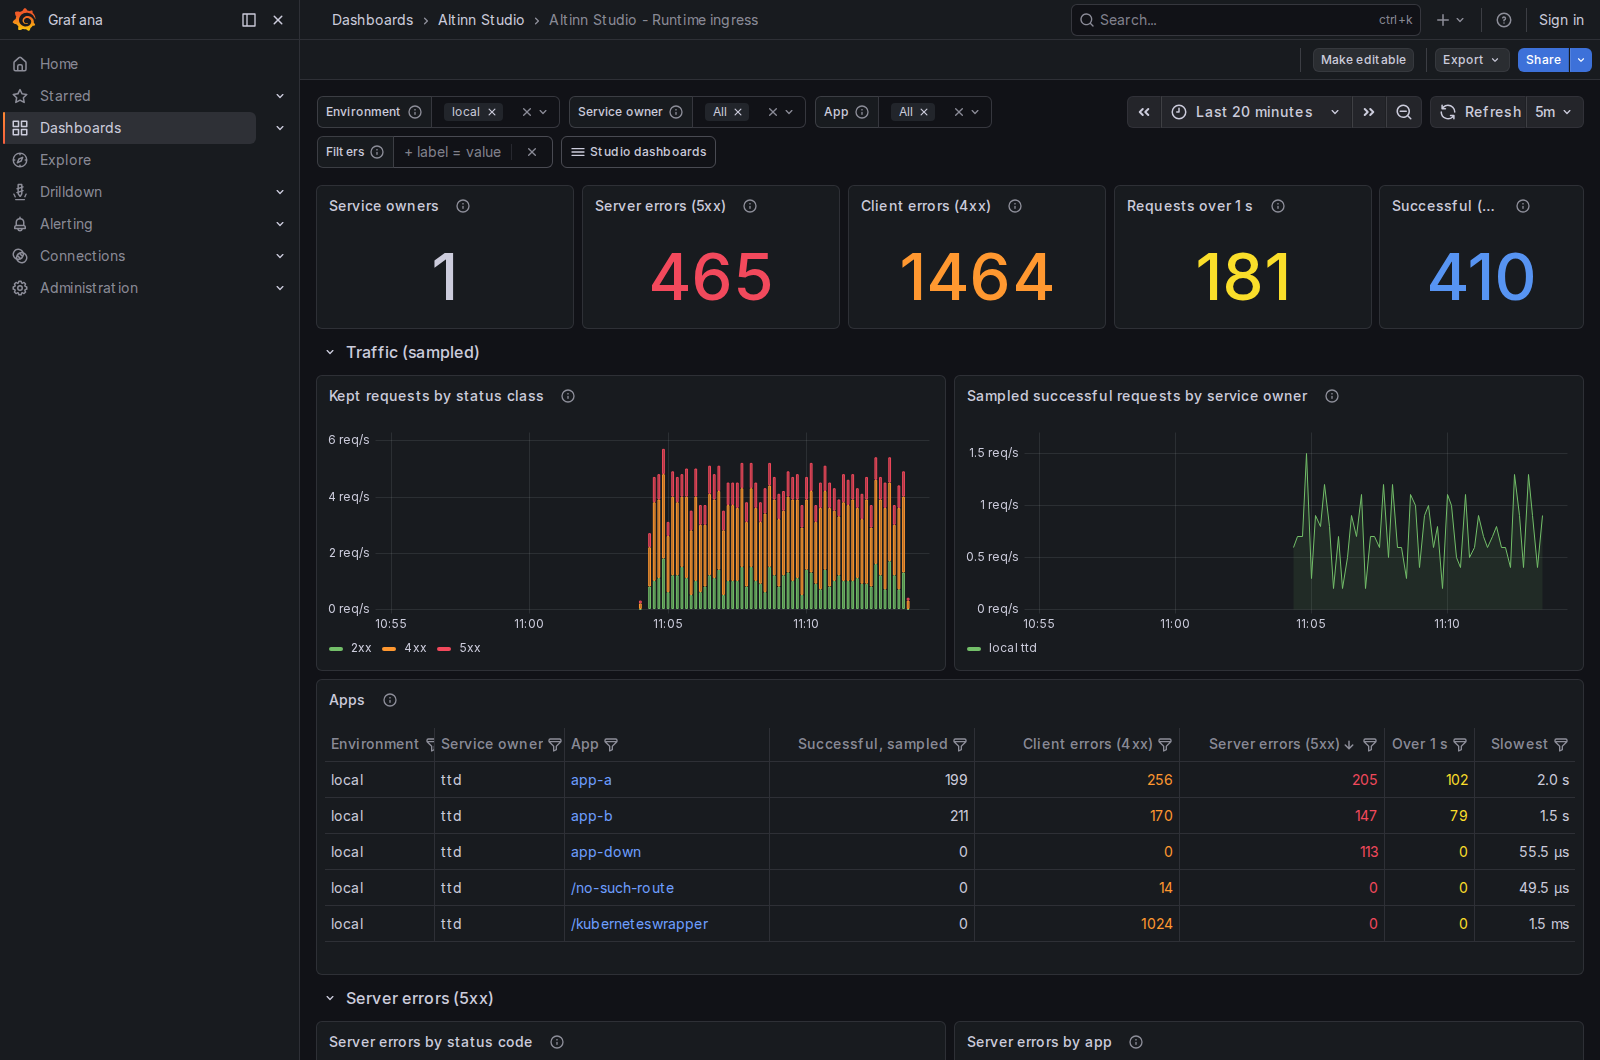 Grafana
Dashboards › Altinn Studio › Altinn Studio - Runtime ingress
Search...
ctrl+k
Sign in
Home
Starred
Dashboards
Explore
Drilldown
Alerting
Connections
Administration
Make editable
Export
Share
Environment
local
Service owner
All
App
All
Last 20 minutes
Refresh
5m
Filters
+ label = value
Studio dashboards
Service owners
1
Server errors (5xx)
465
Client errors (4xx)
1464
Requests over 1 s
181
Successful (...
410
Traffic (sampled)
Kept requests by status class
6 req/s
4 req/s
2 req/s
0 req/s
10:55 11:00 11:05 11:10
2xx 4xx 5xx
Sampled successful requests by service owner
1.5 req/s
1 req/s
0.5 req/s
0 req/s
10:55 11:00 11:05 11:10
local ttd
Apps
Environment Service owner App Successful, sampled Client errors (4xx) Server errors (5xx) Over 1 s Slowest
local ttd app-a 199 256 205 102 2.0 s
local ttd app-b 211 170 147 79 1.5 s
local ttd app-down 0 0 113 0 55.5 µs
local ttd /no-such-route 0 14 0 0 49.5 µs
local ttd /kuberneteswrapper 0 1024 0 0 1.5 ms
Server errors (5xx)
Server errors by status code
Server errors by app